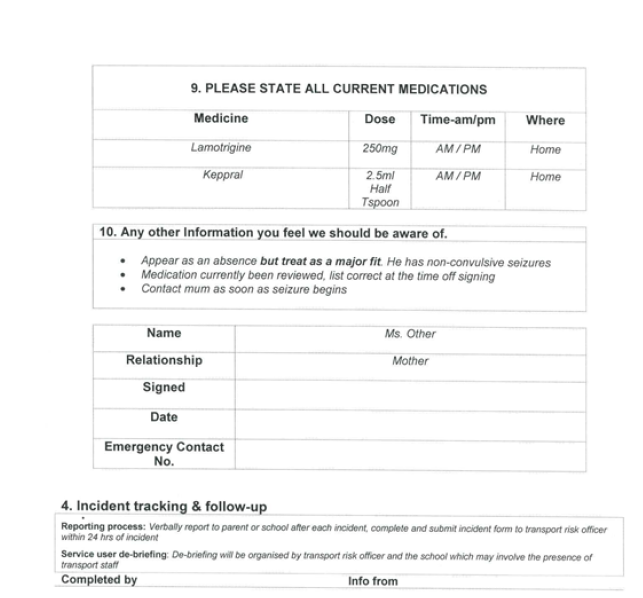 9. PLEASE STATE ALL CURRENT MEDICATIONS
Medicine Dose Time-am/pm Where
Lamotrigine 250mg AM / PM Home
Keppral 2.5ml AM / PM Home
Half
Tspoon
10. Any other Information you feel we should be aware of.
• Appear as an absence but treat as a major fit. He has non-convulsive seizures
• Medication currently been reviewed, list correct at the time off signing
• Contact mum as soon as seizure begins
Name Ms. Other
Relationship Mother
Signed
Date
Emergency Contact
No.
4. Incident tracking & follow-up
Reporting process: Verbally report to parent or school after each incident, complete and submit incident form to transport risk officer
within 24 hrs of incident
Service user de-briefing: De-briefing will be organised by transport risk officer and the school which may involve the presence of
transport staff
Completed by Info from